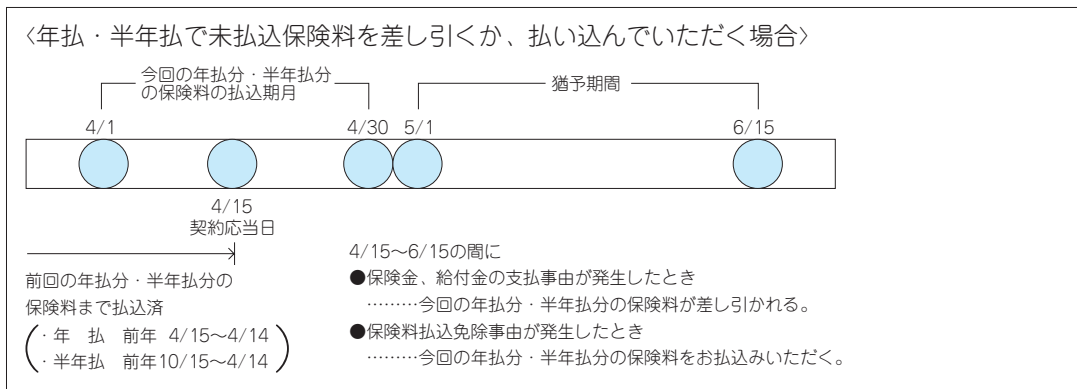 〈年払・半年払で未払込保険料を差し引くか、払い込んでいただく場合〉
今回の年払分・半年払分
の保険料の払込期月
猶予期間
4/1
4/30
5/1
6/15
4/15
契約応当日
前回の年払分・半年払分の
保険料まで払込済
(・年　払　前年 4/15～4/14
・半年払　前年10/15～4/14)
4/15～6/15の間に
●保険金、給付金の支払事由が発生したとき
………今回の年払分・半年払分の保険料が差し引かれる。
●保険料払込免除事由が発生したとき
………今回の年払分・半年払分の保険料をお払込みいただく。